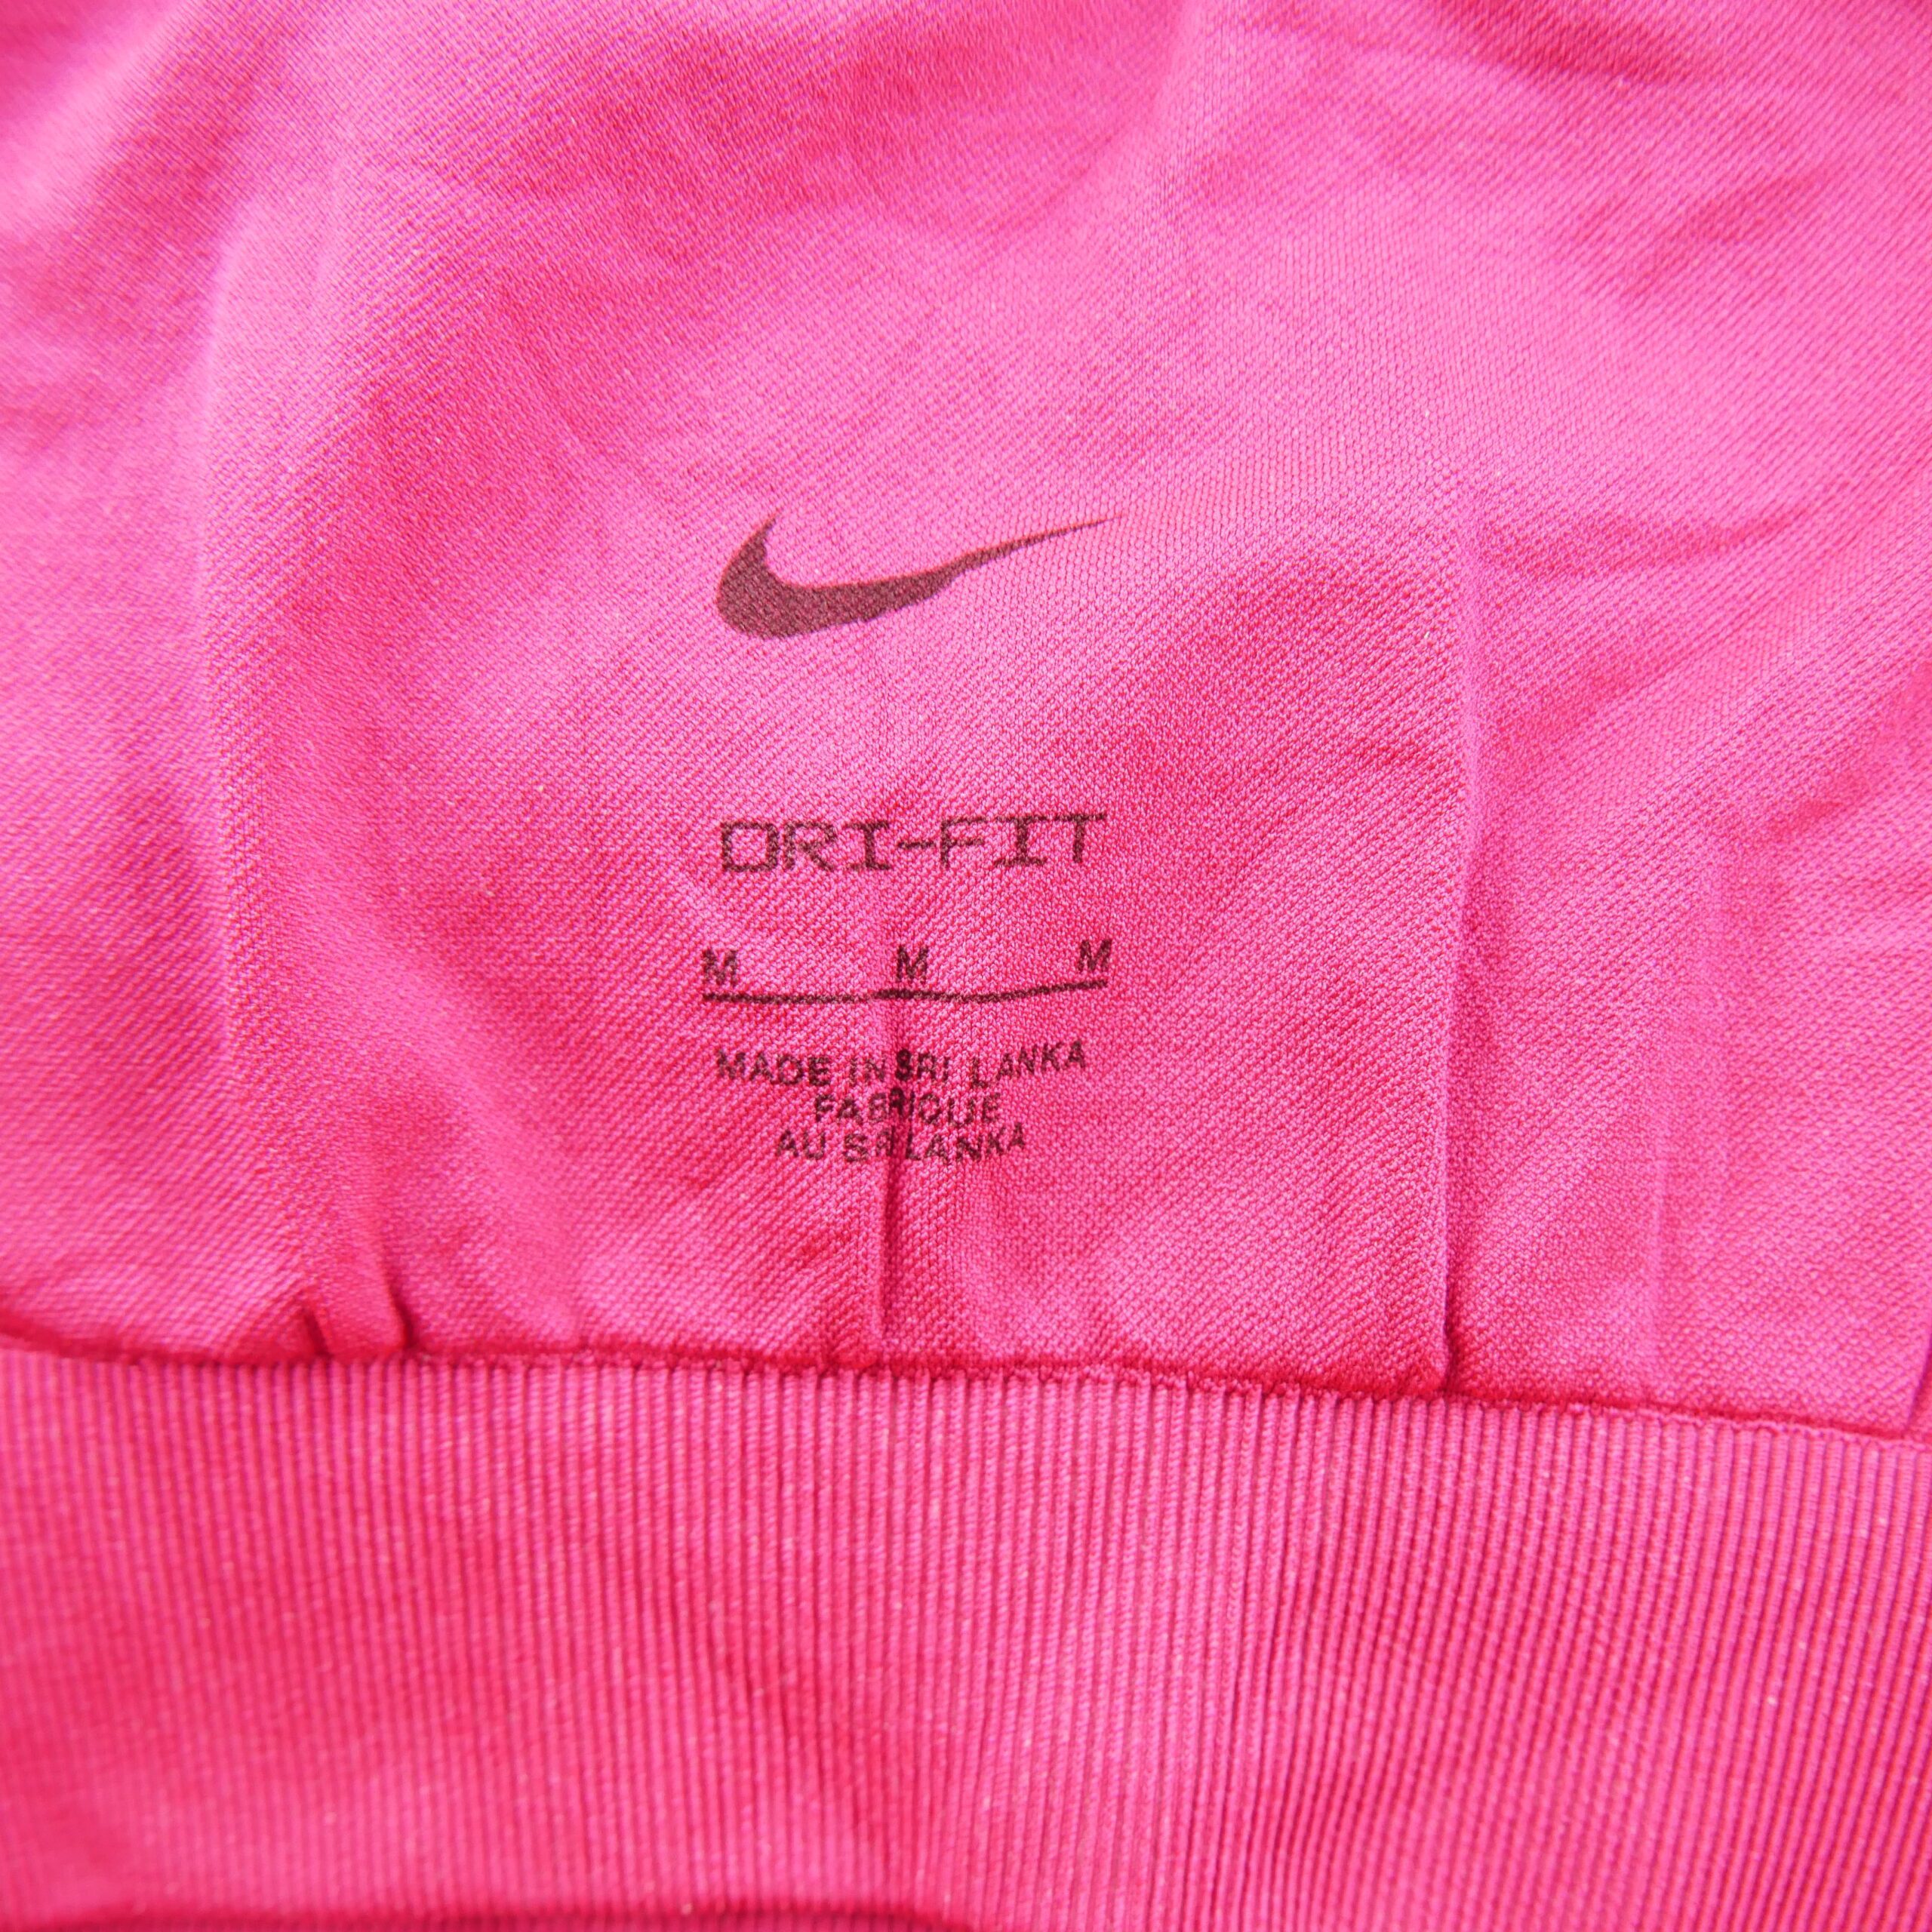 DRI-FIT
M M M
MADE IN SRI LANKA
FABRIQUE
AU SRI LANKA